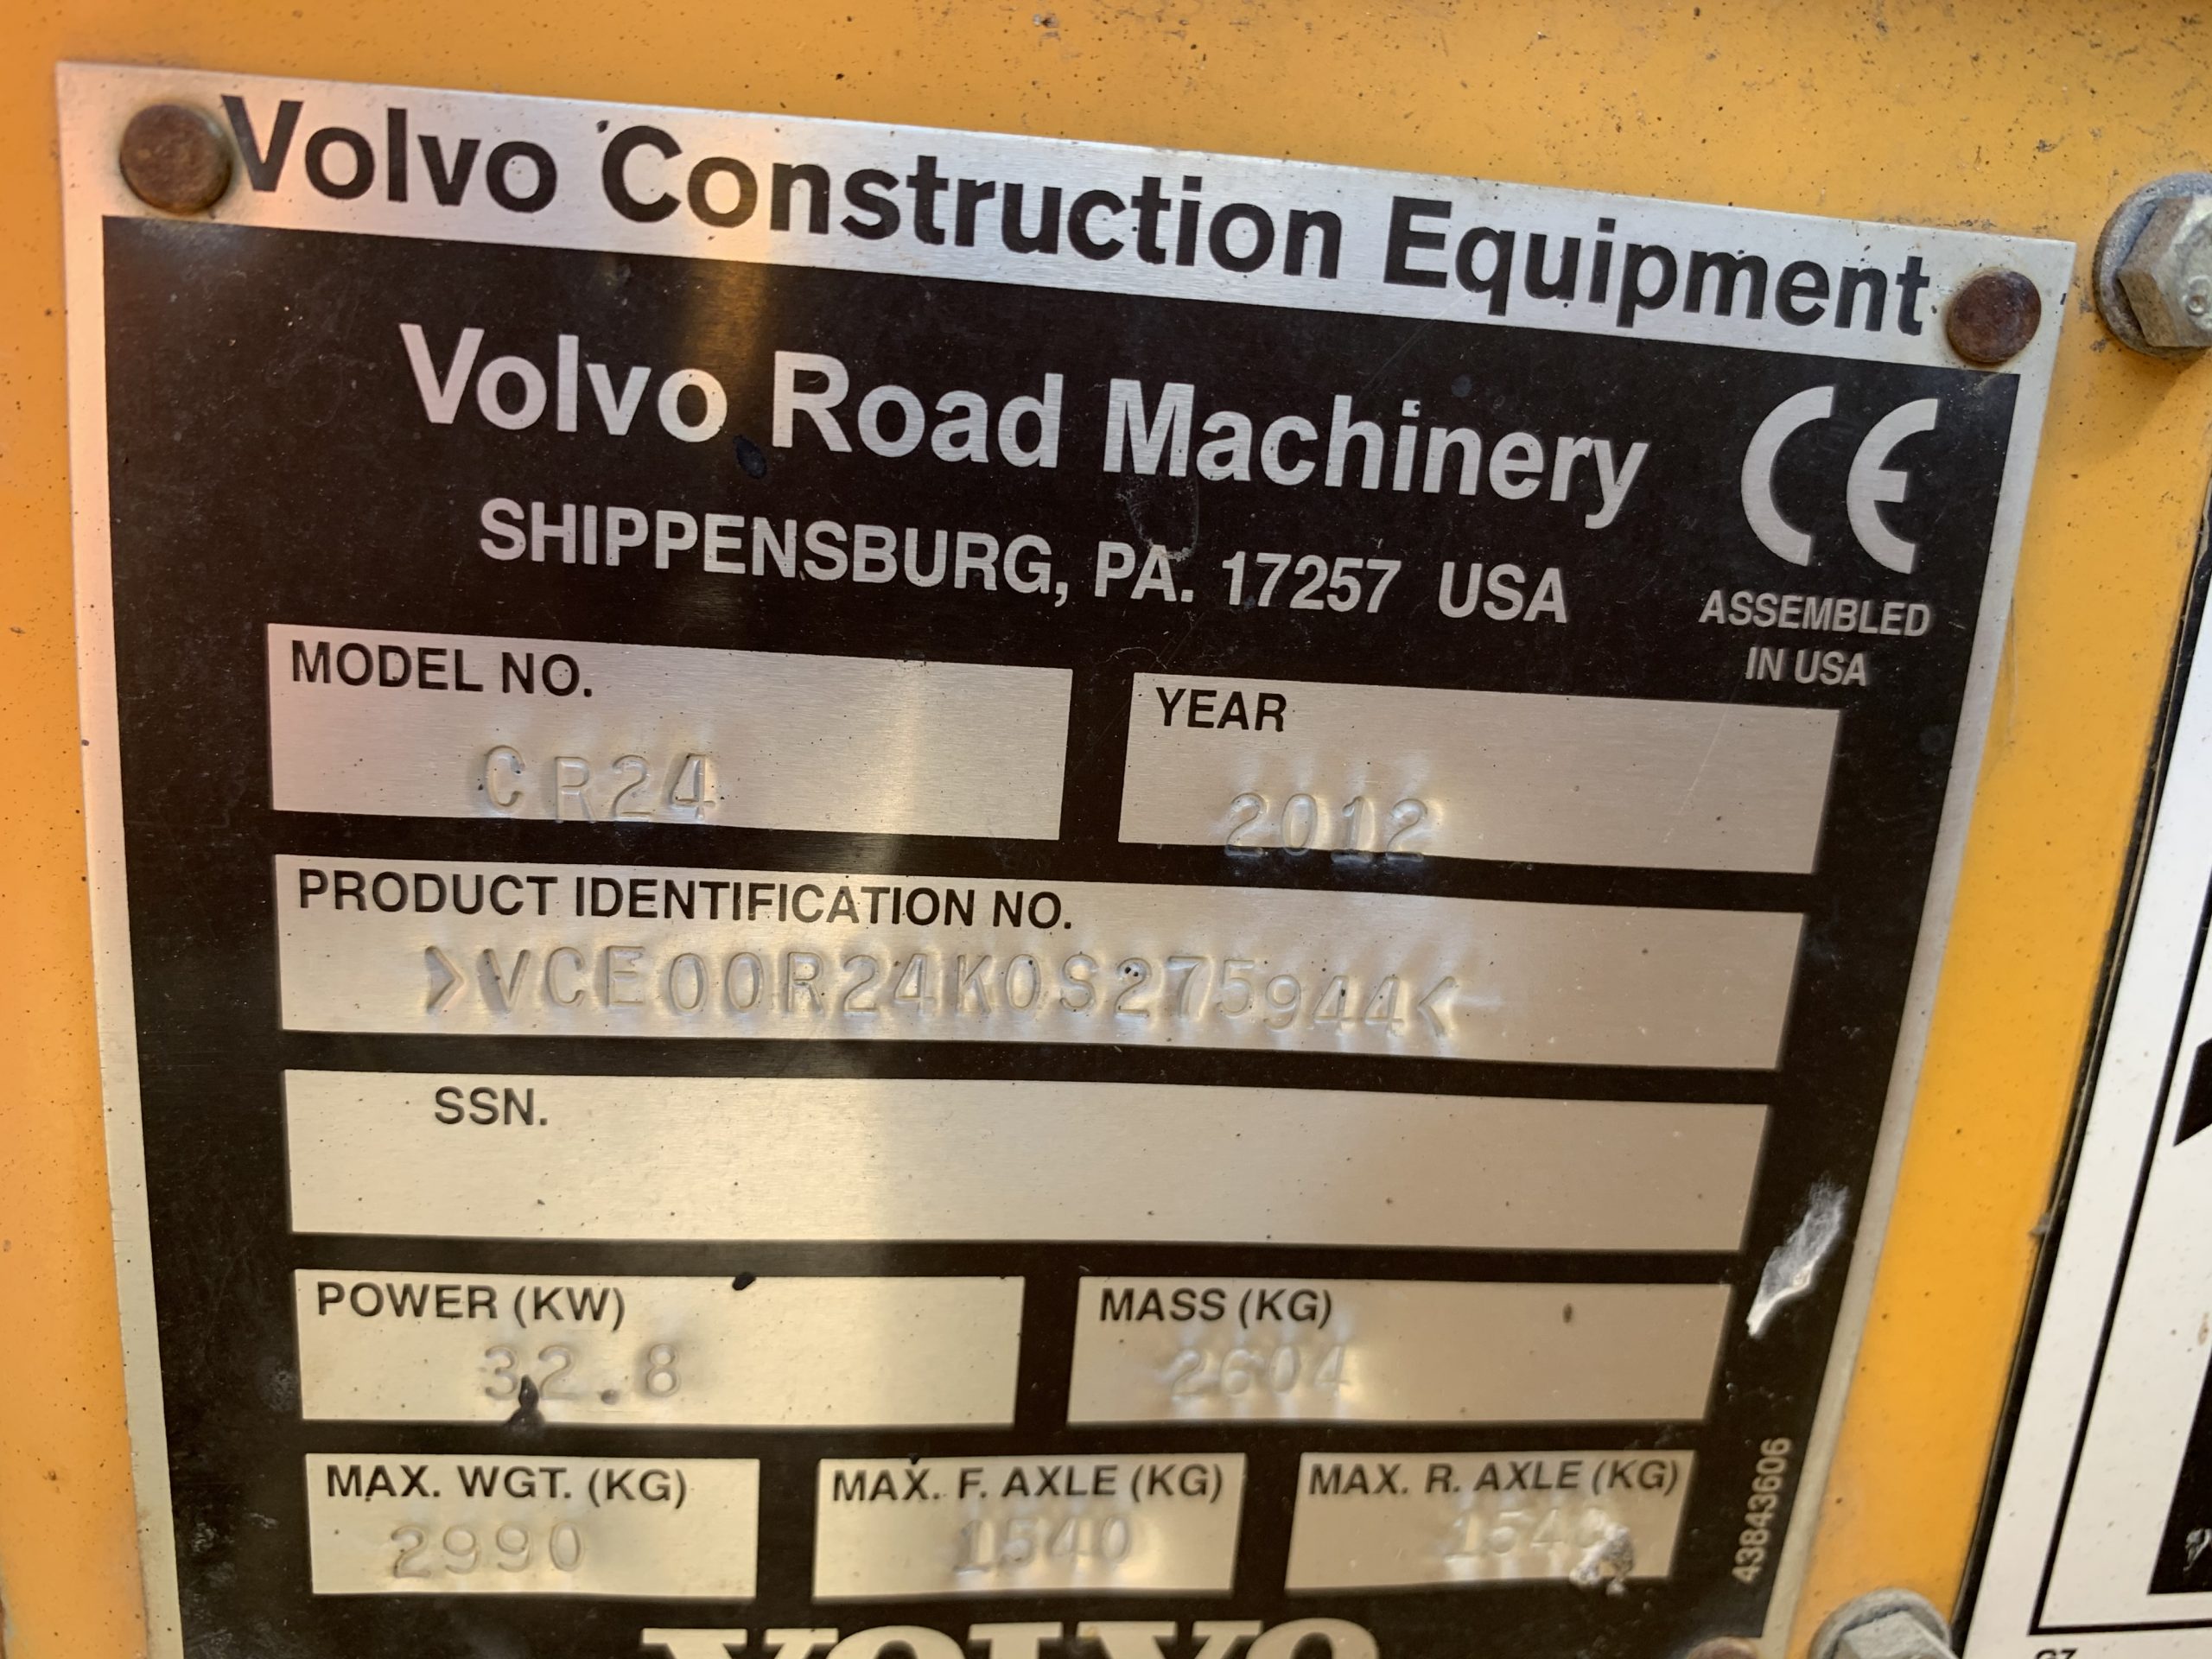 Volvo Construction Equipment
Volvo Road Machinery
SHIPPENSBURG, PA. 17257 USA
CE
ASSEMBLED
IN USA
MODEL NO.
CR24
YEAR
2012
PRODUCT IDENTIFICATION NO.
>VCE00R24K0S275944<
SSN.
POWER (KW)
32.8
MASS (KG)
2604
MAX. WGT. (KG)
2990
MAX. F. AXLE (KG)
1540
MAX. R. AXLE (KG)
43843606
VOLVO